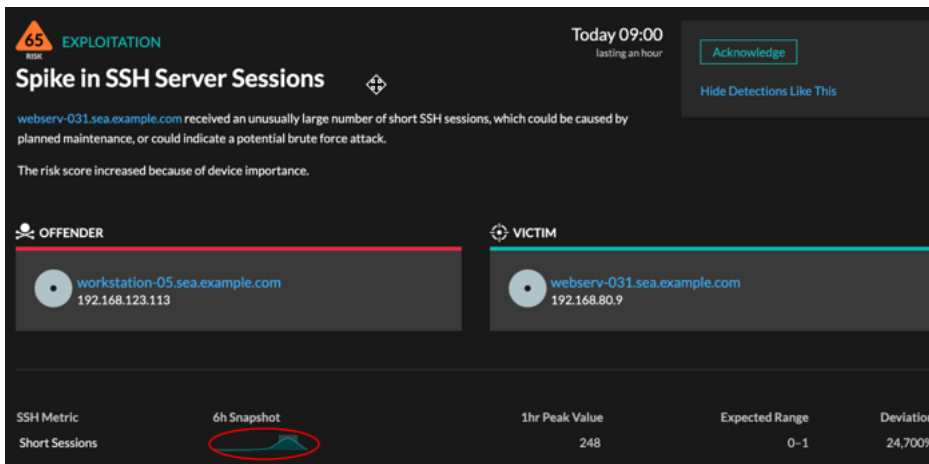 65
RISK
EXPLOITATION
Today 09:00
lasting an hour
Acknowledge
Hide Detections Like This
Spike in SSH Server Sessions
webserv-031.sea.example.com received an unusually large number of short SSH sessions, which could be caused by
planned maintenance, or could indicate a potential brute force attack.
The risk score increased because of device importance.
OFFENDER
workstation-05.sea.example.com
192.168.123.113
VICTIM
webserv-031.sea.example.com
192.168.80.9
SSH Metric 6h Snapshot 1hr Peak Value Expected Range Deviation
Short Sessions 248 0–1 24,700%